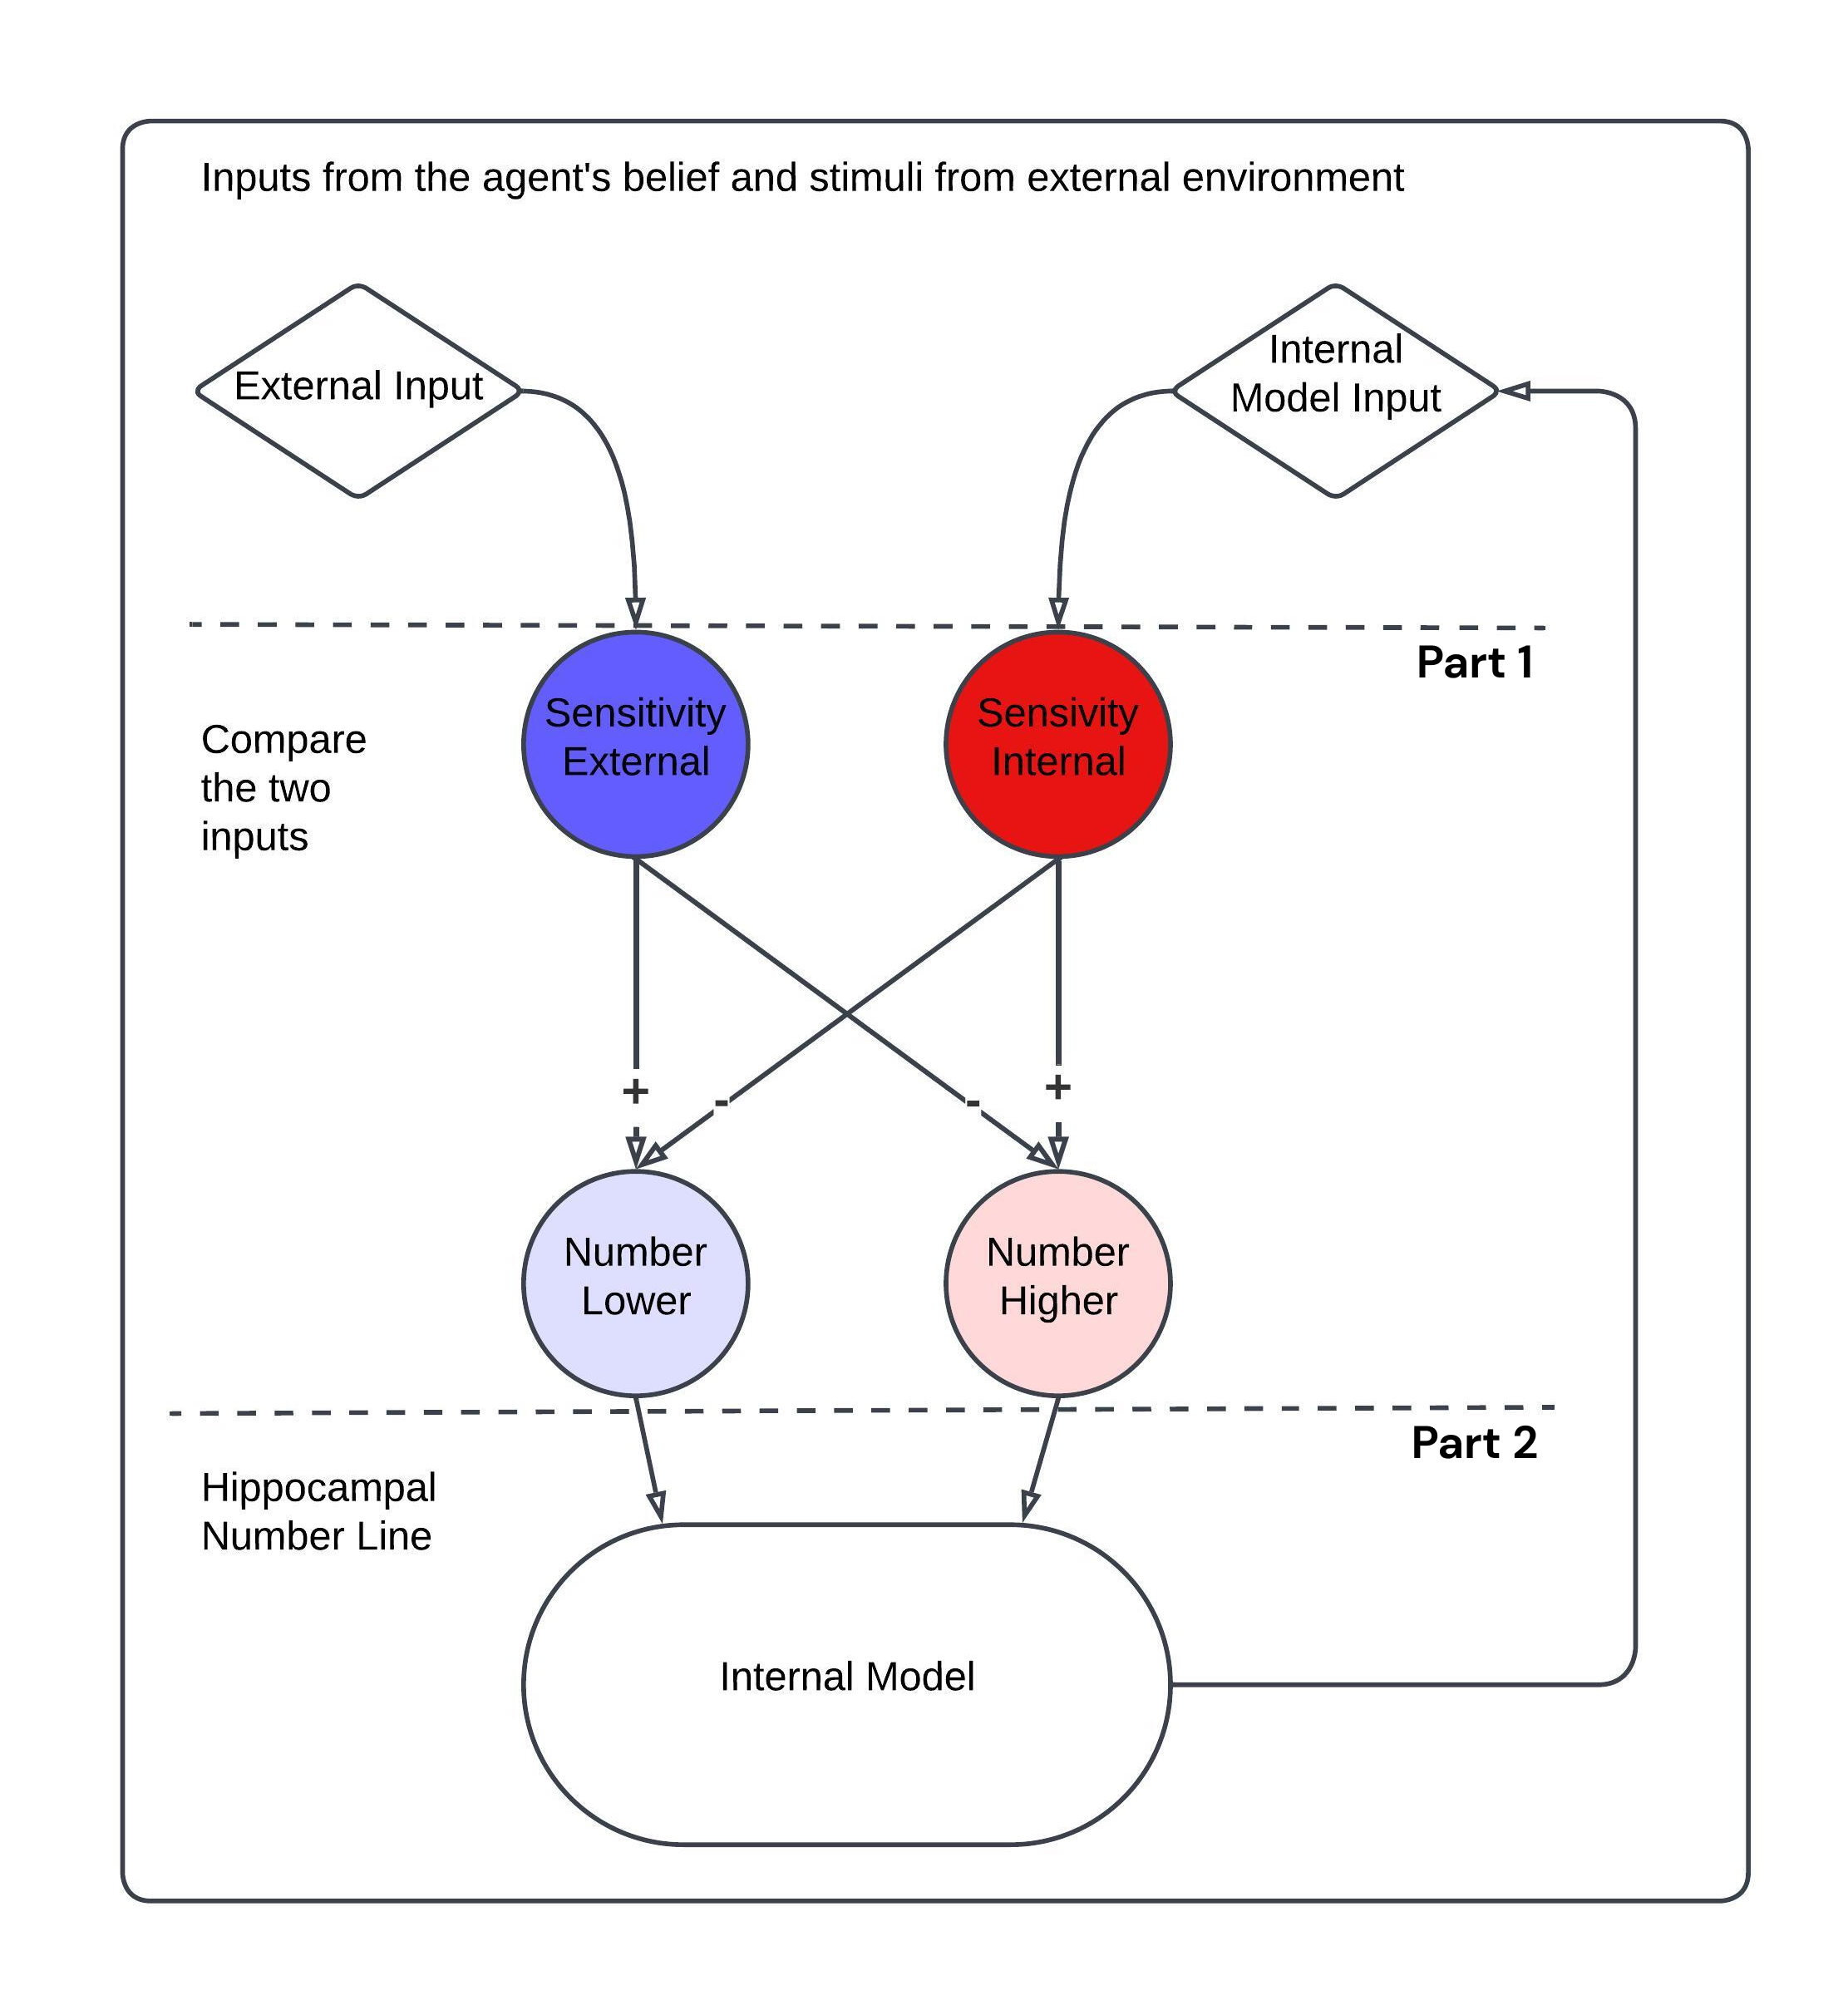 Inputs from the agent's belief and stimuli from external environment
External Input
Internal
Model Input
Part 1
Sensitivity
External
Sensivity
Internal
Compare
the two
inputs
+
-
-
+
Number
Lower
Number
Higher
Part 2
Hippocampal
Number Line
Internal Model